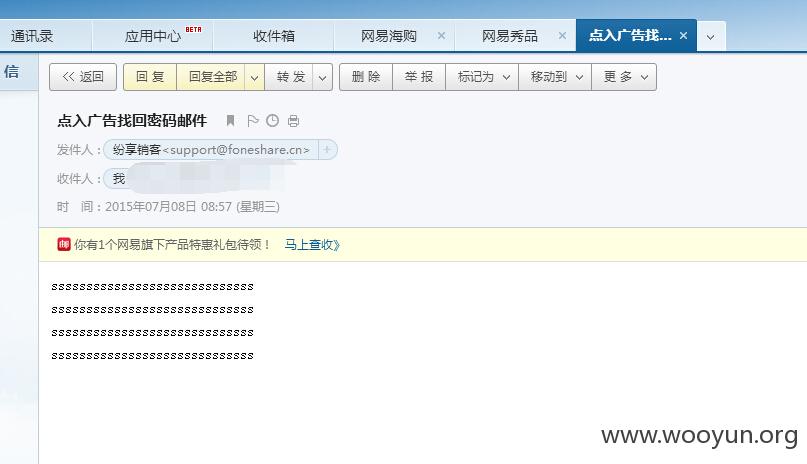 通讯录 应用中心 BETA 收件箱 网易海购 × 网易秀品 × 点入广告找... ×
信
<< 返回 回 复 回复全部 转 发 删 除 举 报 标记为 移动到 更 多
点入广告找回密码邮件
发件人：纷享销客<support@foneshare.cn> +
收件人：我
时 间：2015年07月08日 08:57 (星期三)
你有1个网易旗下产品特惠礼包待领！ 马上查收》
sssssssssssssssssssssssssssss
sssssssssssssssssssssssssssss
sssssssssssssssssssssssssssss
sssssssssssssssssssssssssssss
www.wooyun.org